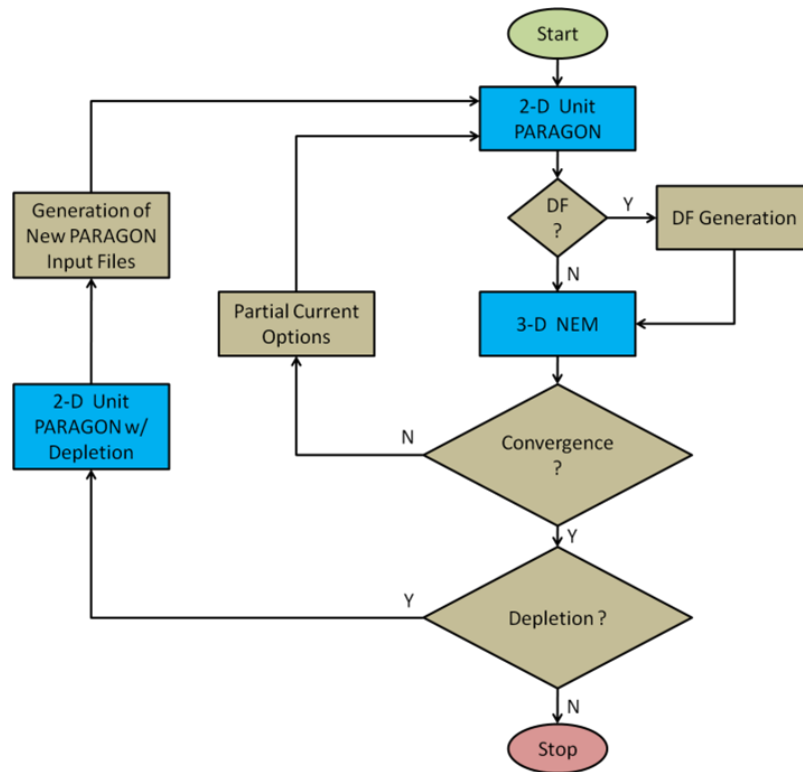 Start
2-D Unit
PARAGON
DF
?
Y
DF Generation
N
3-D NEM
Generation of
New PARAGON
Input Files
Partial Current
Options
2-D Unit
PARAGON w/
Depletion
N
Convergence
?
Y
Y
Depletion ?
N
Stop